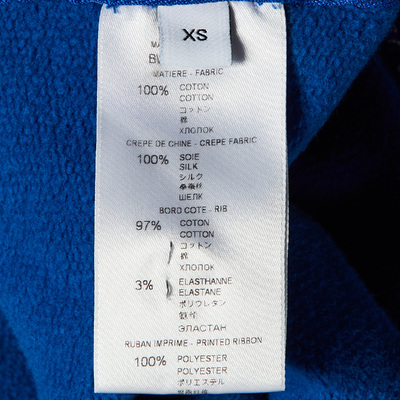 XS
MATIERE - FABRIC
100% COTON
COTTON
コットン
棉
ХЛОПОК
CREPE DE CHINE - CREPE FABRIC
100% SOIE
SILK
シルク
ШЕЛК
BORD COTE - RIB
97% COTON
COTTON
コットン
棉
ХЛОПОК
3% ELASTHANNE
ELASTANE
ポリウレタン
ЭЛАСТАН
RUBAN IMPRIME - PRINTED RIBBON
100% POLYESTER
POLYESTER
ポリエステル